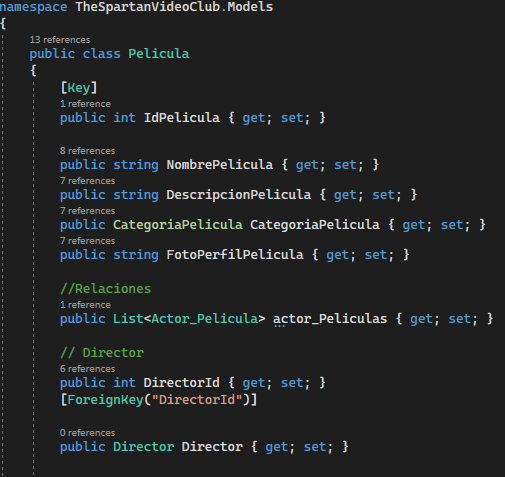 namespace TheSpartanVideoClub.Models
{
13 references
public class Pelicula
{
[Key]
1 reference
public int IdPelicula { get; set; }
8 references
public string NombrePelicula { get; set; }
7 references
public string DescripcionPelicula { get; set; }
7 references
public CategoriaPelicula CategoriaPelicula { get; set; }
7 references
public string FotoPerfilPelicula { get; set; }
//Relaciones
1 reference
public List<Actor_Pelicula> actor_Peliculas { get; set; }
// Director
6 references
public int DirectorId { get; set; }
[ForeignKey("DirectorId")]
0 references
public Director Director { get; set; }